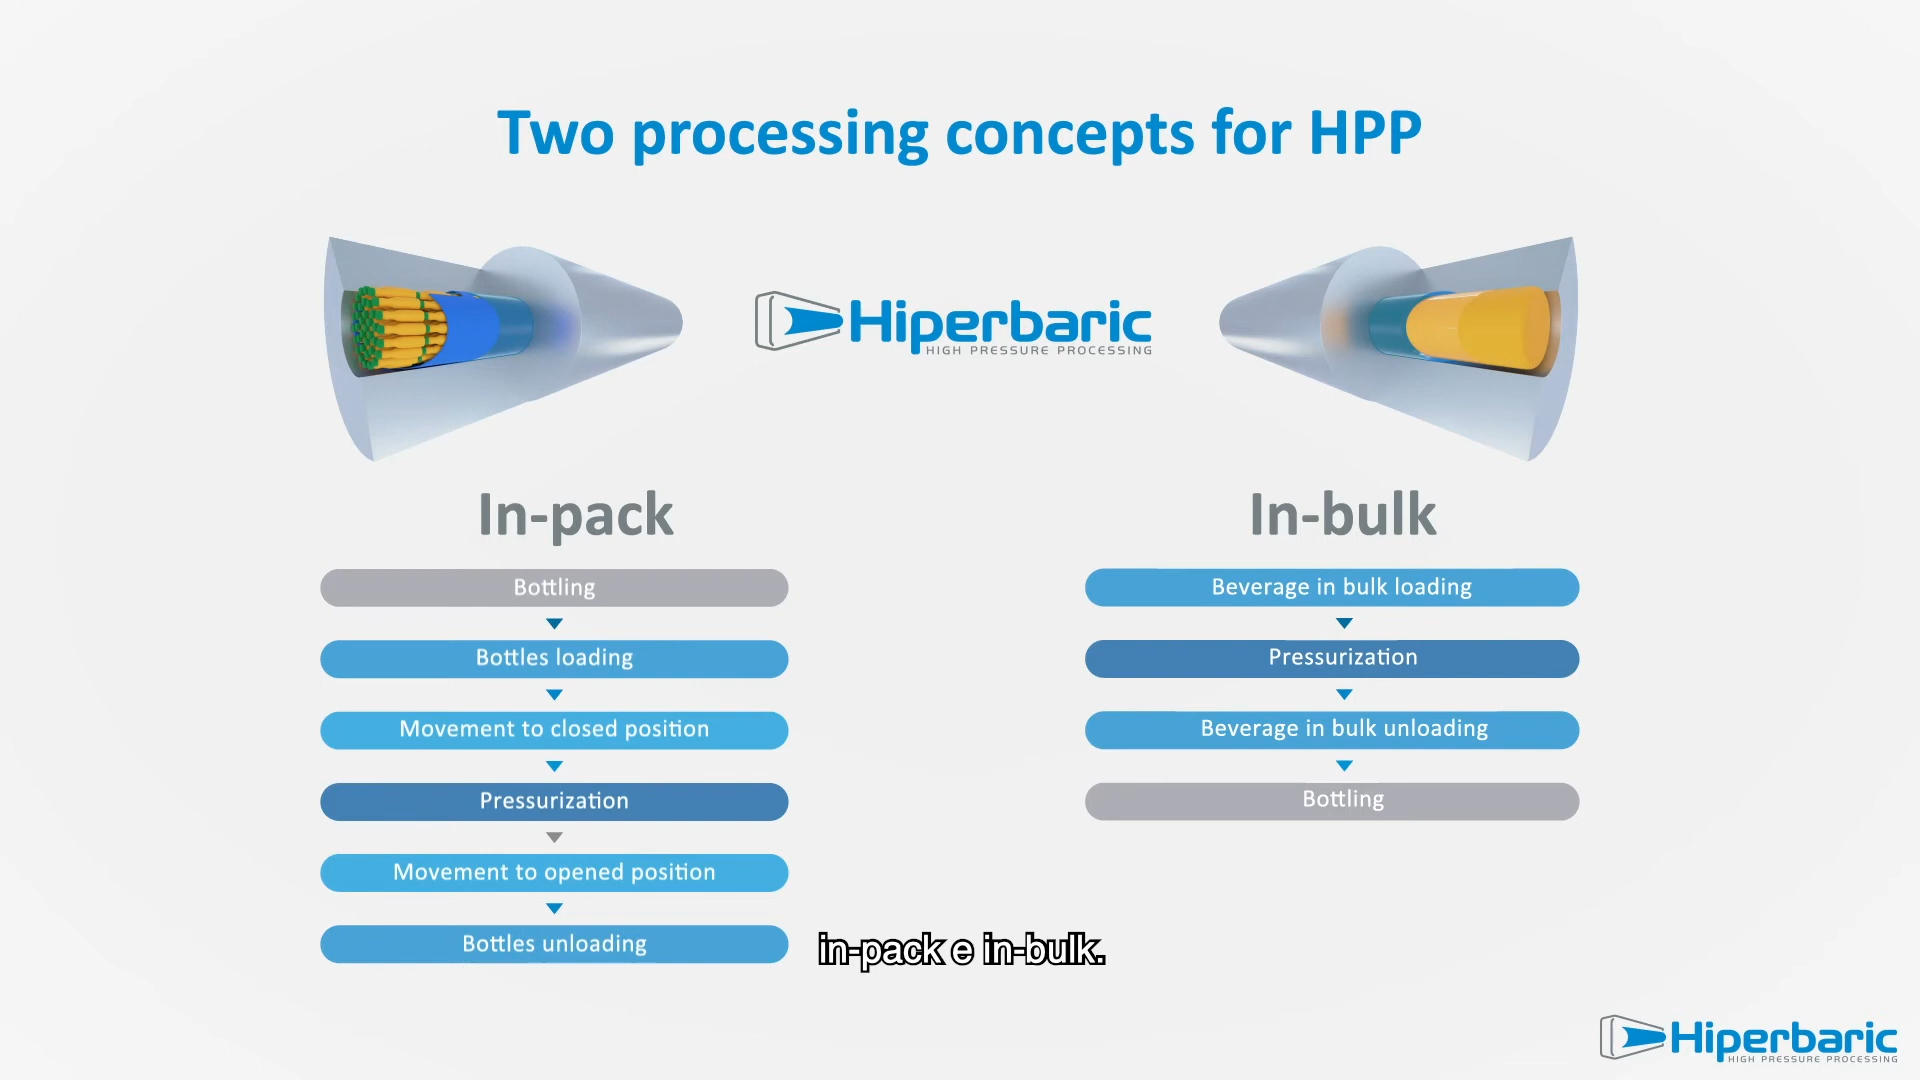 Two processing concepts for HPP
Hiperbaric
HIGH PRESSURE PROCESSING
In-pack
Bottling
Bottles loading
Movement to closed position
Pressurization
Movement to opened position
Bottles unloading
In-bulk
Beverage in bulk loading
Pressurization
Beverage in bulk unloading
Bottling
in-pack e in-bulk.
Hiperbaric
HIGH PRESSURE PROCESSING